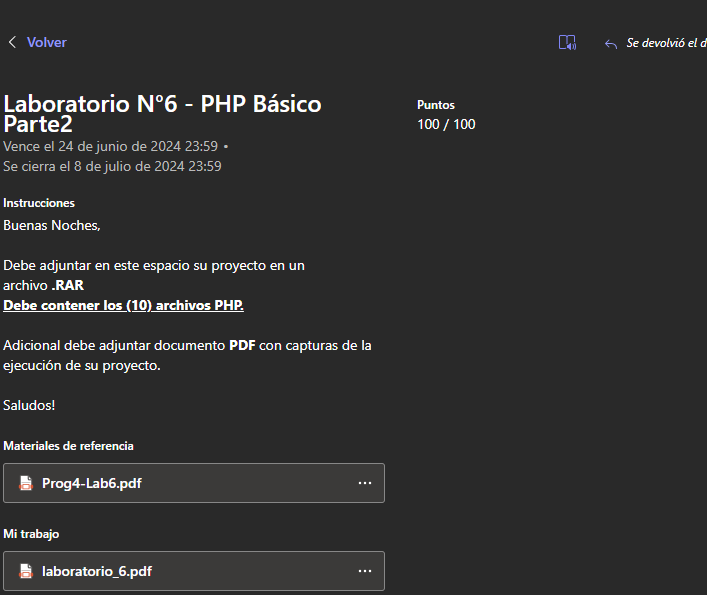 Volver
Se devolvió el d
Laboratorio N°6 - PHP Básico
Parte2
Vence el 24 de junio de 2024 23:59 •
Se cierra el 8 de julio de 2024 23:59
Puntos
100 / 100
Instrucciones
Buenas Noches,
Debe adjuntar en este espacio su proyecto en un
archivo .RAR
Debe contener los (10) archivos PHP.
Adicional debe adjuntar documento PDF con capturas de la
ejecución de su proyecto.
Saludos!
Materiales de referencia
Prog4-Lab6.pdf
Mi trabajo
laboratorio_6.pdf